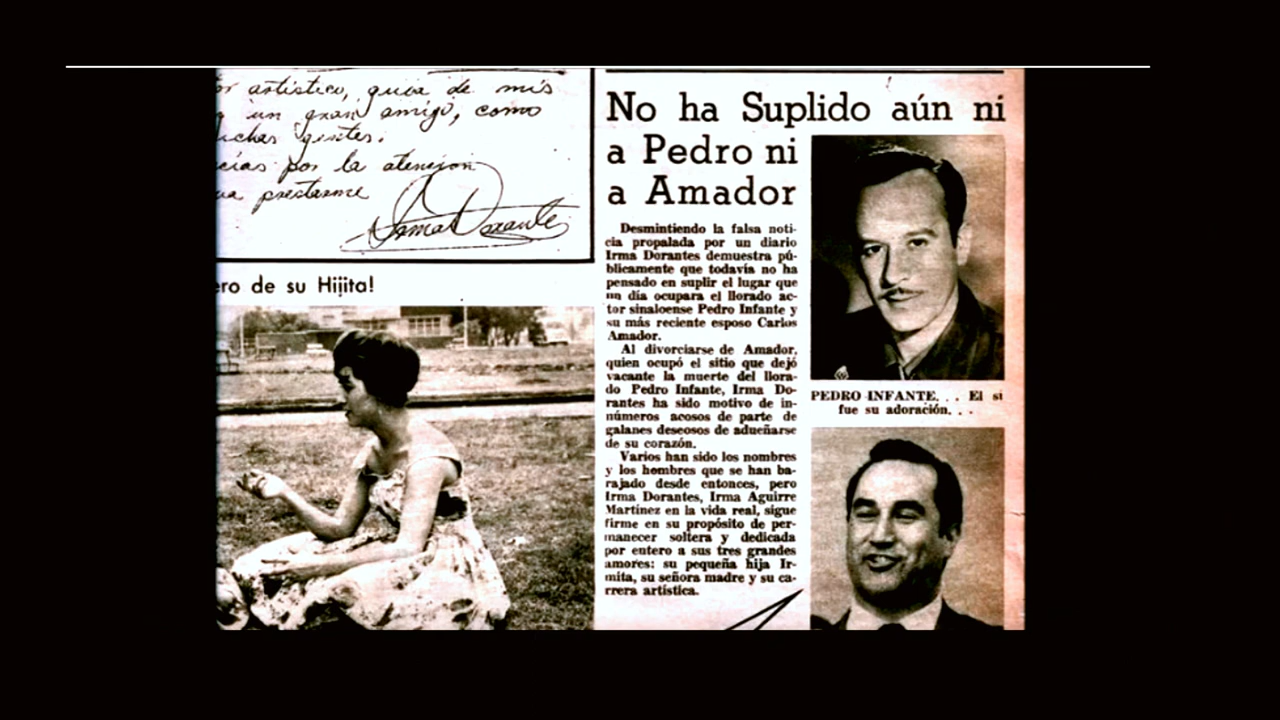 artístico, guia de mis
un gran amigo, como
gentes.
por la atencion
prestarme
Irma Dorantes
ero de su Hijita!
No ha Suplido aún ni
a Pedro ni
a Amador
Desmintiendo la falsa noti-
cia propalada por un diario
Irma Dorantes demuestra pú-
blicamente que todavía no ha
pensado en suplir el lugar que
un día ocupara el llorado ac-
tor sinaloense Pedro Infante y
su más reciente esposo Carlos
Amador.
Al divorciarse de Amador,
quien ocupó el sitio que dejó
vacante la muerte del llora-
do Pedro Infante, Irma Do-
rantes ha sido motivo de in-
números acosos de parte de
galanes deseosos de adueñarse
de su corazón.
Varios han sido los nombres
y los hombres que se han ba-
rajado desde entonces, pero
Irma Dorantes, Irma Aguirre
Martínez en la vida real, sigue
firme en su propósito de per-
manecer soltera y dedicada
por entero a sus tres grandes
amores: su pequeña hija Ir-
mita, su señora madre y su ca-
rrera artística.
PEDRO INFANTE. . . El sí
fue su adoración. . .